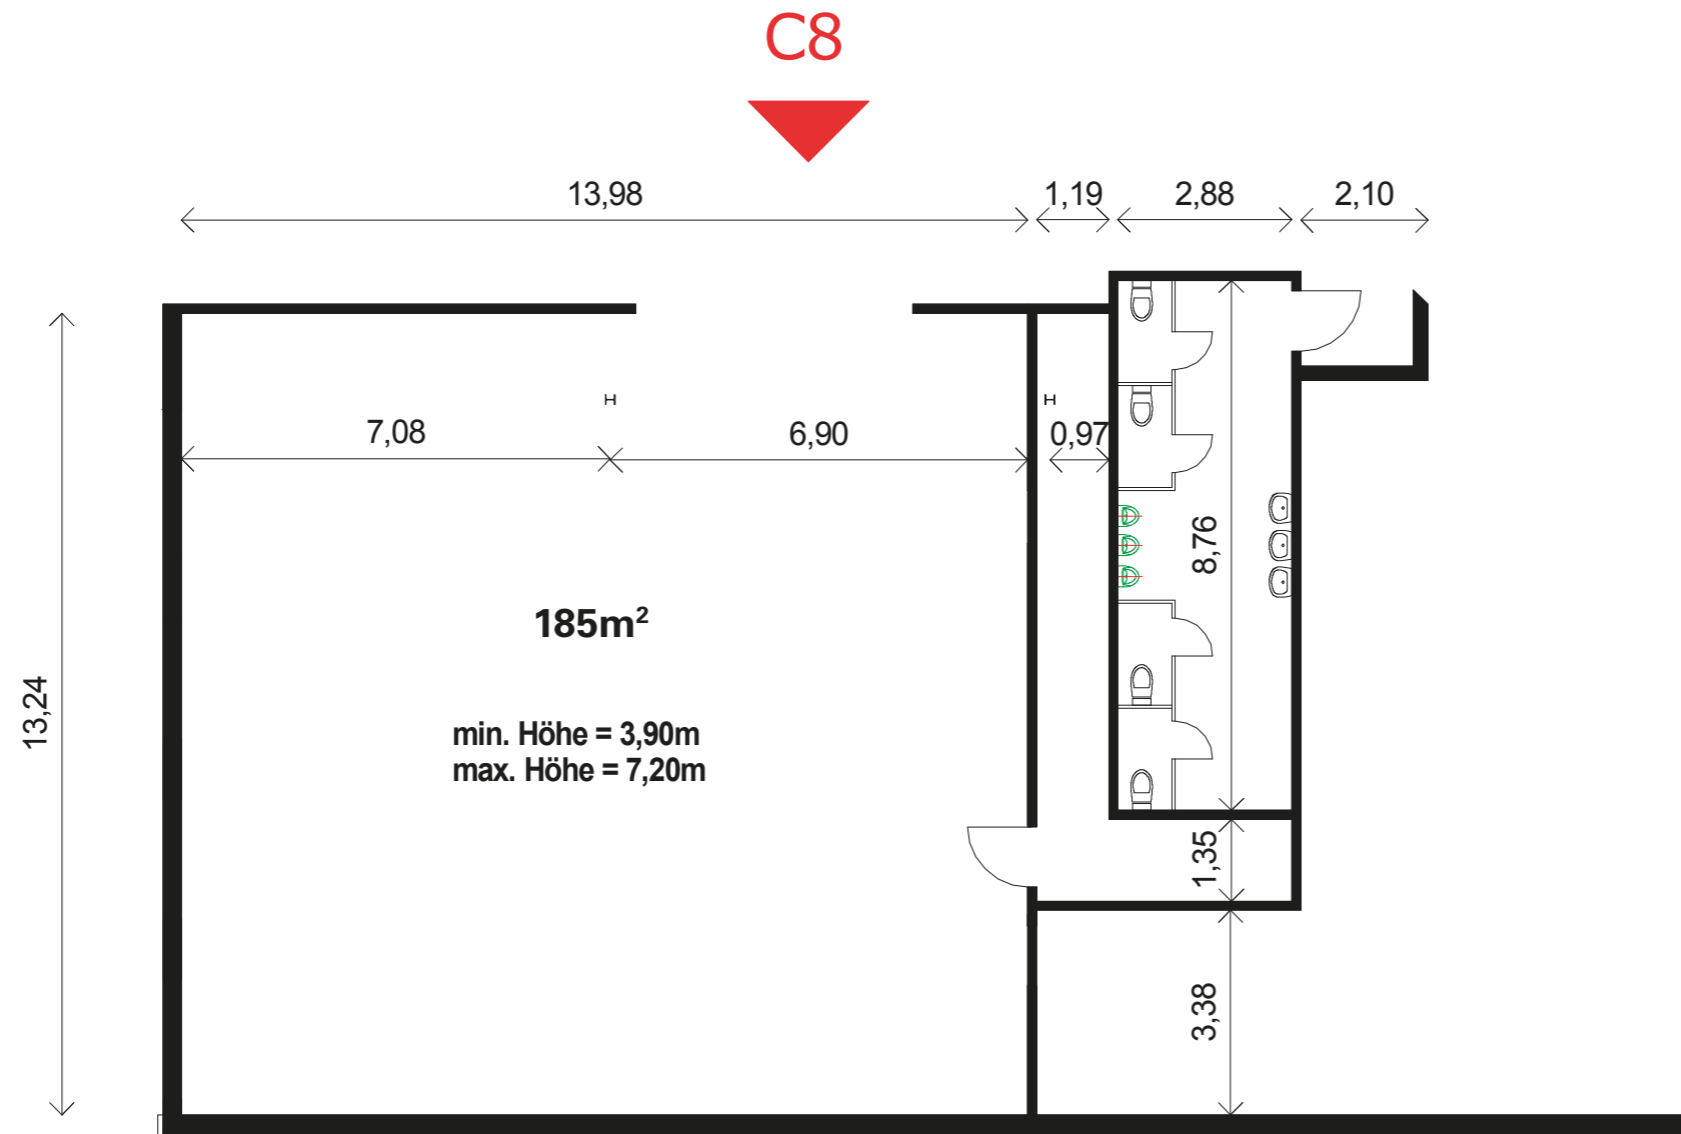 C8
13,98
1,19
2,88
2,10
H
H
7,08
6,90
0,97
8,76
185m²
13,24
min. Höhe = 3,90m
max. Höhe = 7,20m
1,35
3,38